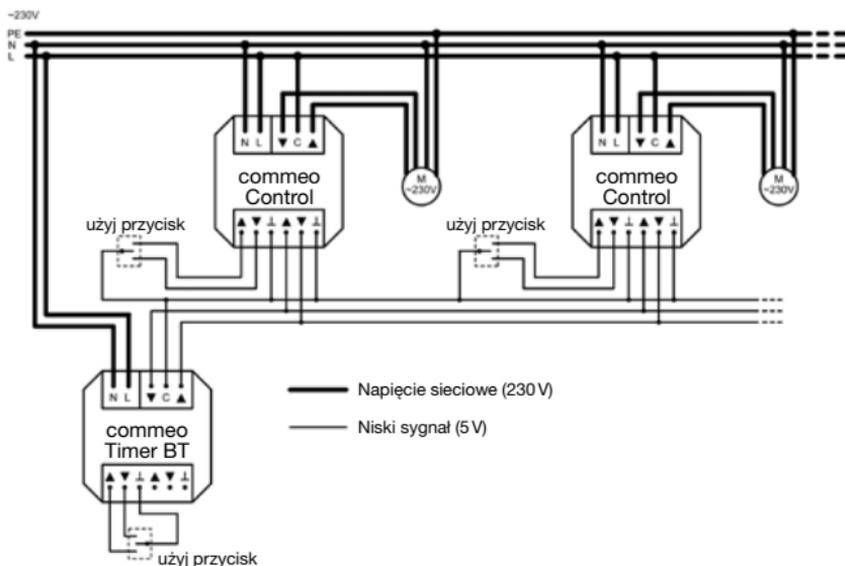 ~230V
PE
N
L
N L ▼ C ▲
commeo
Control
▲ ▼ ⊥ ▲ ▼ ⊥
M
~230V
użyj przycisk
N L ▼ C ▲
commeo
Control
▲ ▼ ⊥ ▲ ▼ ⊥
M
~230V
użyj przycisk
N L ▼ C ▲
commeo
Timer BT
▲ ▼ ⊥ ▲ ▼ ⊥
użyj przycisk
Napięcie sieciowe (230 V)
Niski sygnał (5 V)